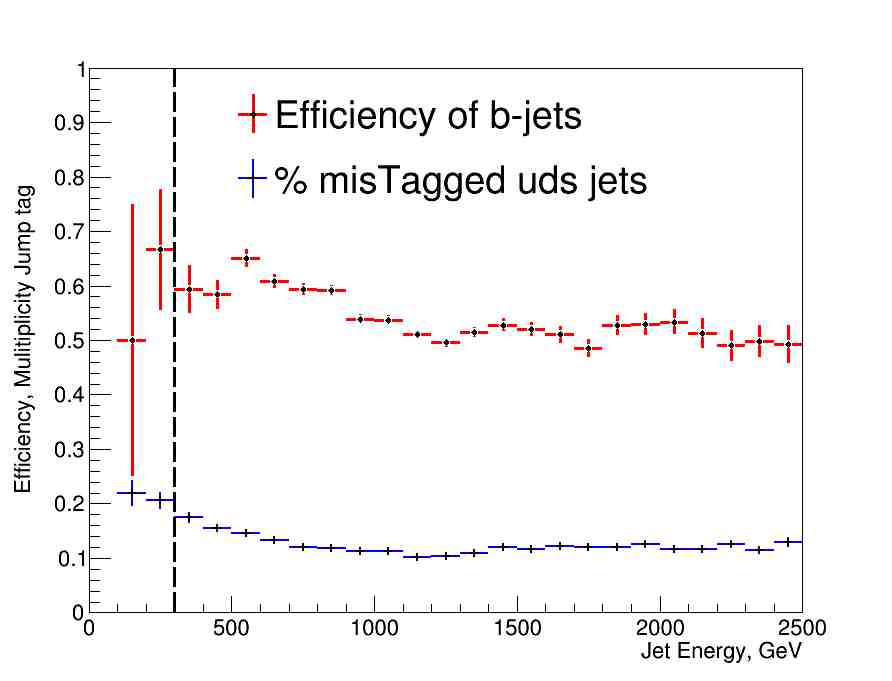 Efficiency of b-jets
% misTagged uds jets
Efficiency, Mulitiplicity Jump tag
1
0.9
0.8
0.7
0.6
0.5
0.4
0.3
0.2
0.1
0
0 500 1000 1500 2000 2500
Jet Energy, GeV